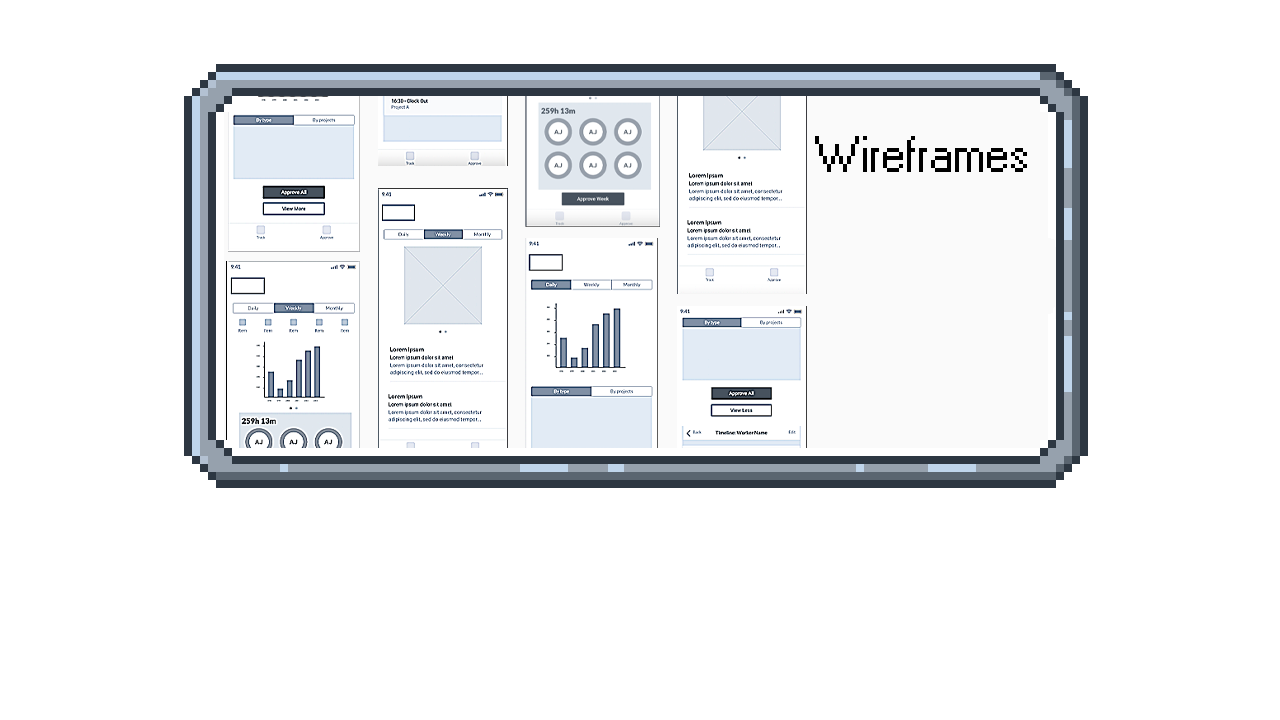 By type By projects
Approve All
View More
Track Approve
9:41
Daily Weekly Monthly
Item Item Item Item Item
259h 13m
AJ AJ AJ
16:30 - Clock Out
Project A
Track Approve
9:41
Daily Weekly Monthly
Lorem Ipsum
Lorem ipsum dolor sit amet
Lorem ipsum dolor sit amet, consectetur
adipiscing elit, sed do eiusmod tempor...
Lorem Ipsum
Lorem ipsum dolor sit amet
Lorem ipsum dolor sit amet, consectetur
adipiscing elit, sed do eiusmod tempor...
259h 13m
AJ AJ AJ
AJ AJ AJ
Approve Week
Track Approve
9:41
Daily Weekly Monthly
By type By projects
Lorem Ipsum
Lorem ipsum dolor sit amet
Lorem ipsum dolor sit amet, consectetur
adipiscing elit, sed do eiusmod tempor...
Lorem Ipsum
Lorem ipsum dolor sit amet
Lorem ipsum dolor sit amet, consectetur
adipiscing elit, sed do eiusmod tempor...
Track Approve
9:41
By type By projects
Approve All
View Less
Back Timeline: Worker Name Edit
Wireframes